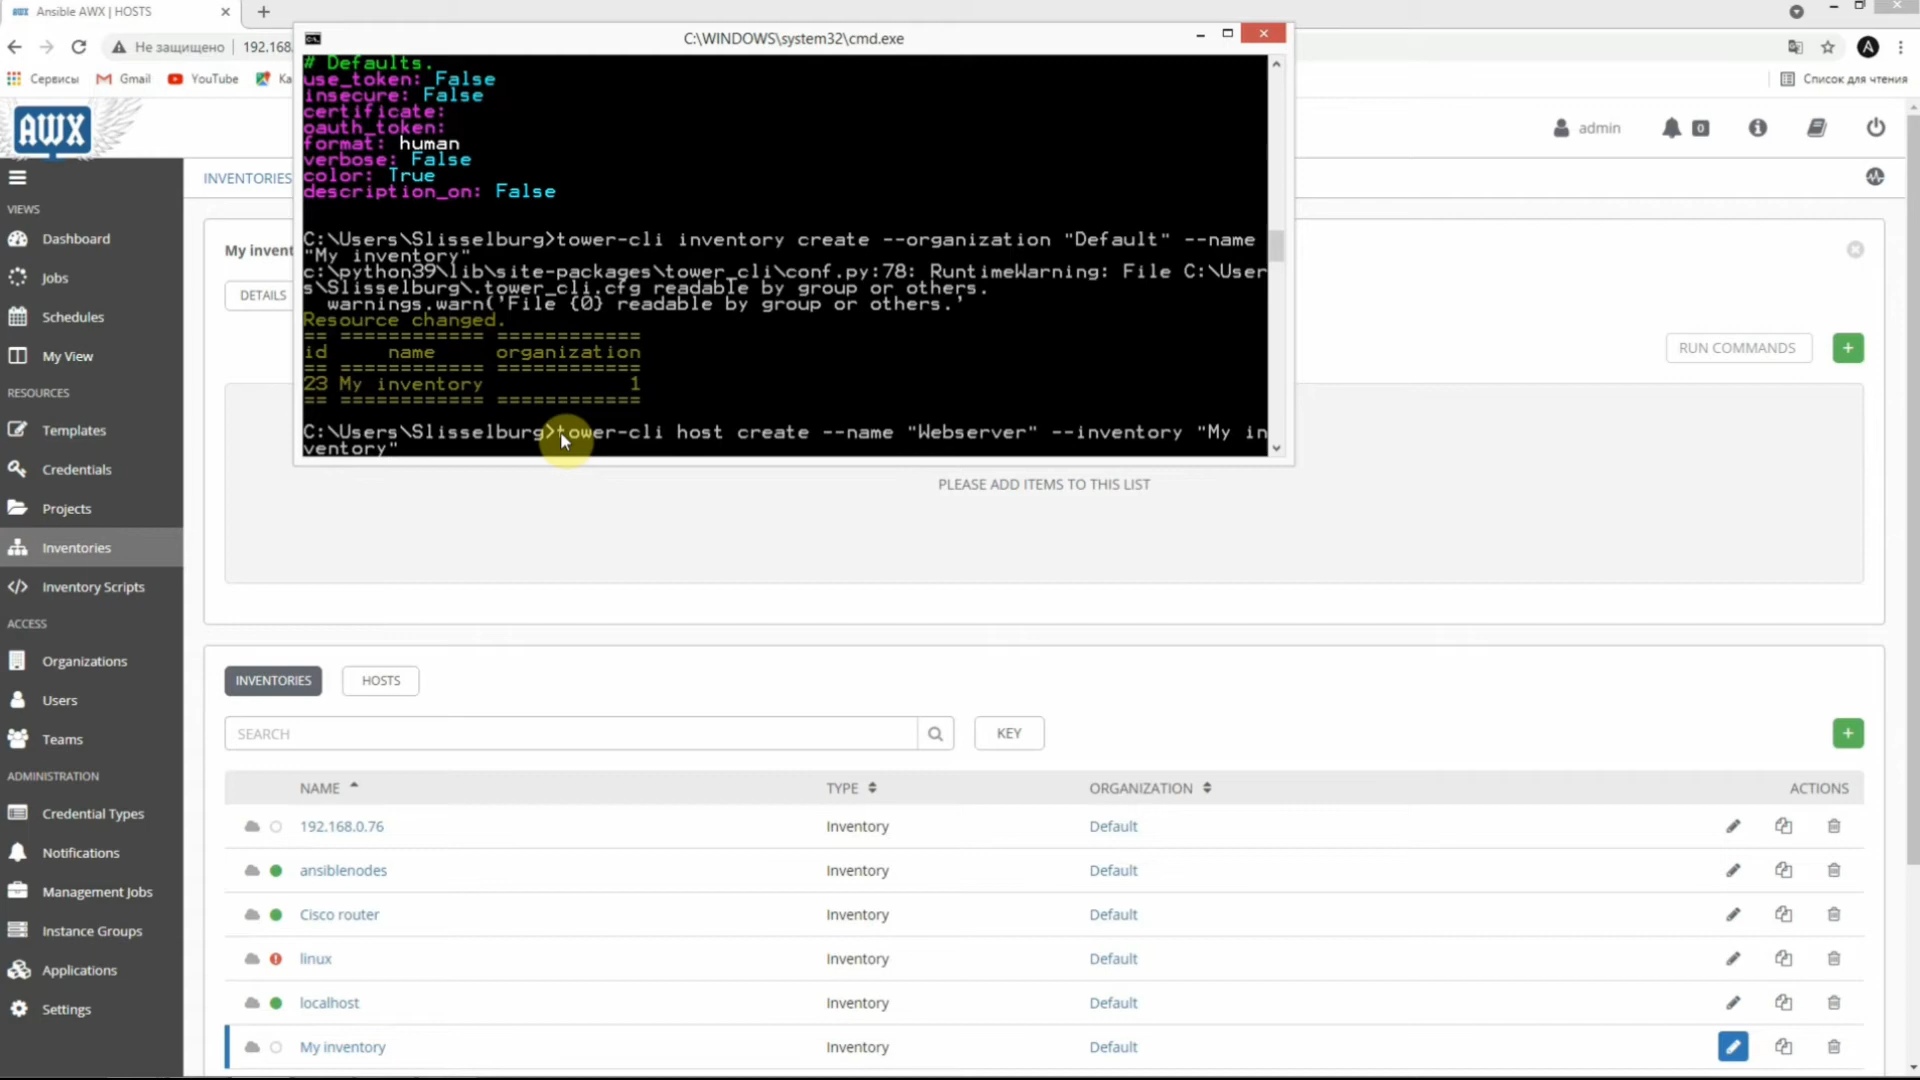 AWX Ansible AWX | HOSTS
Не защищено 192.168.
Сервисы Gmail YouTube Ка
Список для чтения
C:\WINDOWS\system32\cmd.exe
# Defaults.
use_token: False
insecure: False
certificate:
oauth_token:
format: human
verbose: False
color: True
description_on: False
C:\Users\Slisselburg>tower-cli inventory create --organization "Default" --name
"My inventory"
c:\python39\lib\site-packages\tower_cli\conf.py:78: RuntimeWarning: File C:\User
s\Slisselburg\.tower_cli.cfg readable by group or others.
warnings.warn('File {0} readable by group or others.'
Resource changed.
== ============ ============
id name organization
== ============ ============
23 My inventory 1
== ============ ============
C:\Users\Slisselburg>tower-cli host create --name "Webserver" --inventory "My in
ventory"
AWX
admin
0
A
VIEWS
Dashboard
Jobs
Schedules
My View
RESOURCES
Templates
Credentials
Projects
Inventories
Inventory Scripts
ACCESS
Organizations
Users
Teams
ADMINISTRATION
Credential Types
Notifications
Management Jobs
Instance Groups
Applications
Settings
INVENTORIES
My invent
DETAILS
RUN COMMANDS
+
PLEASE ADD ITEMS TO THIS LIST
INVENTORIES HOSTS
SEARCH KEY +
NAME TYPE ORGANIZATION ACTIONS
192.168.0.76 Inventory Default
ansiblenodes Inventory Default
Cisco router Inventory Default
linux Inventory Default
localhost Inventory Default
My inventory Inventory Default